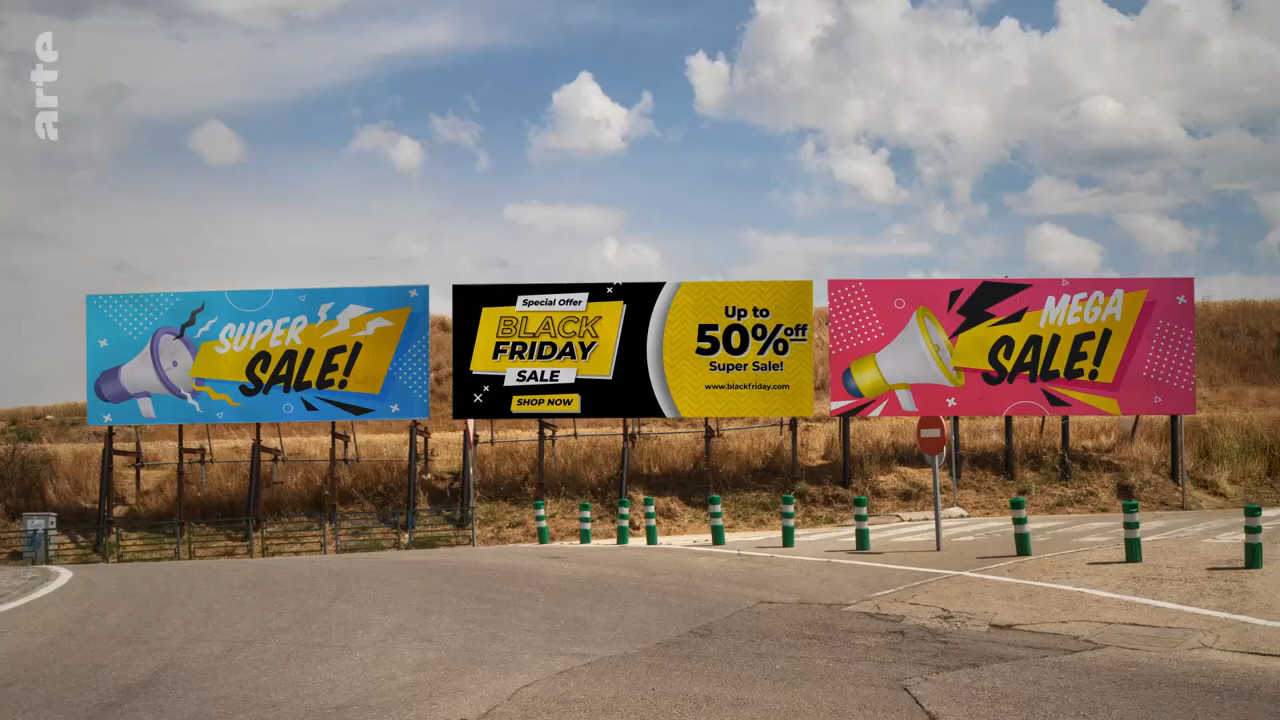 arte
SUPER
SALE!
Special Offer
BLACK
FRIDAY
SALE
SHOP NOW
Up to
50%off
Super Sale!
www.blackfriday.com
MEGA
SALE!